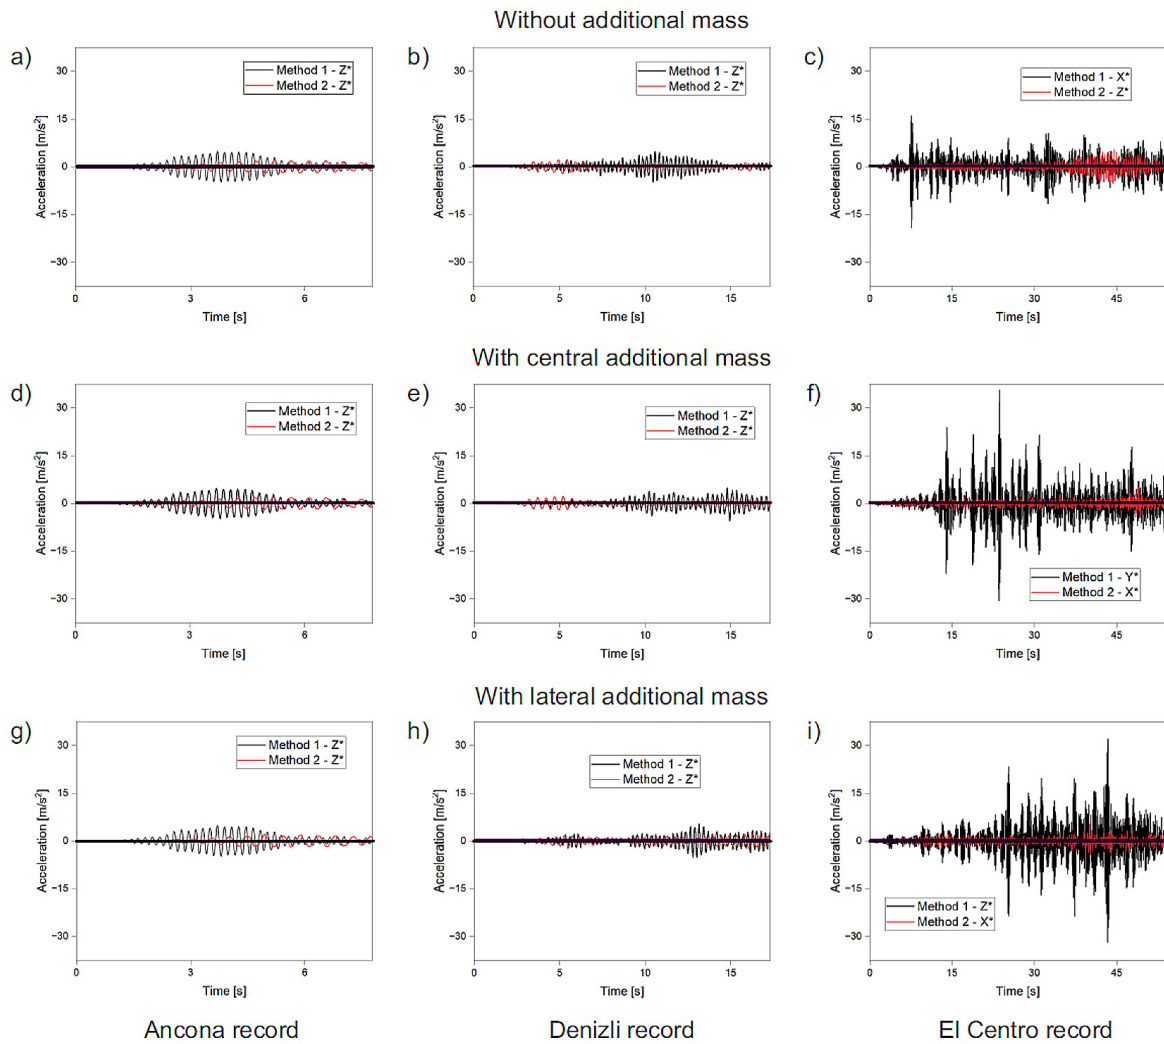 Without additional mass
a)
30
15
0
−15
−30
Acceleration [m/s²]
Method 1 - Z*
Method 2 - Z*
0
3
6
Time [s]
b)
30
15
0
−15
−30
Acceleration [m/s²]
Method 1 - Z*
Method 2 - Z*
0
5
10
15
Time [s]
c)
30
15
0
−15
−30
Acceleration [m/s²]
Method 1 - X*
Method 2 - Z*
0
15
30
45
Time [s]
With central additional mass
d)
30
15
0
−15
−30
Acceleration [m/s²]
Method 1 - Z*
Method 2 - Z*
0
3
6
Time [s]
e)
30
15
0
−15
−30
Acceleration [m/s²]
Method 1 - Z*
Method 2 - Z*
0
5
10
15
Time [s]
f)
30
15
0
−15
−30
Acceleration [m/s²]
Method 1 - Y*
Method 2 - X*
0
15
30
45
Time [s]
With lateral additional mass
g)
30
15
0
−15
−30
Acceleration [m/s²]
Method 1 - Z*
Method 2 - Z*
0
3
6
Time [s]
h)
30
15
0
−15
−30
Acceleration [m/s²]
Method 1 - Z*
Method 2 - Z*
0
5
10
15
Time [s]
i)
30
15
0
−15
−30
Acceleration [m/s²]
Method 1 - Z*
Method 2 - X*
0
15
30
45
Time [s]
Ancona record
Denizli record
El Centro record